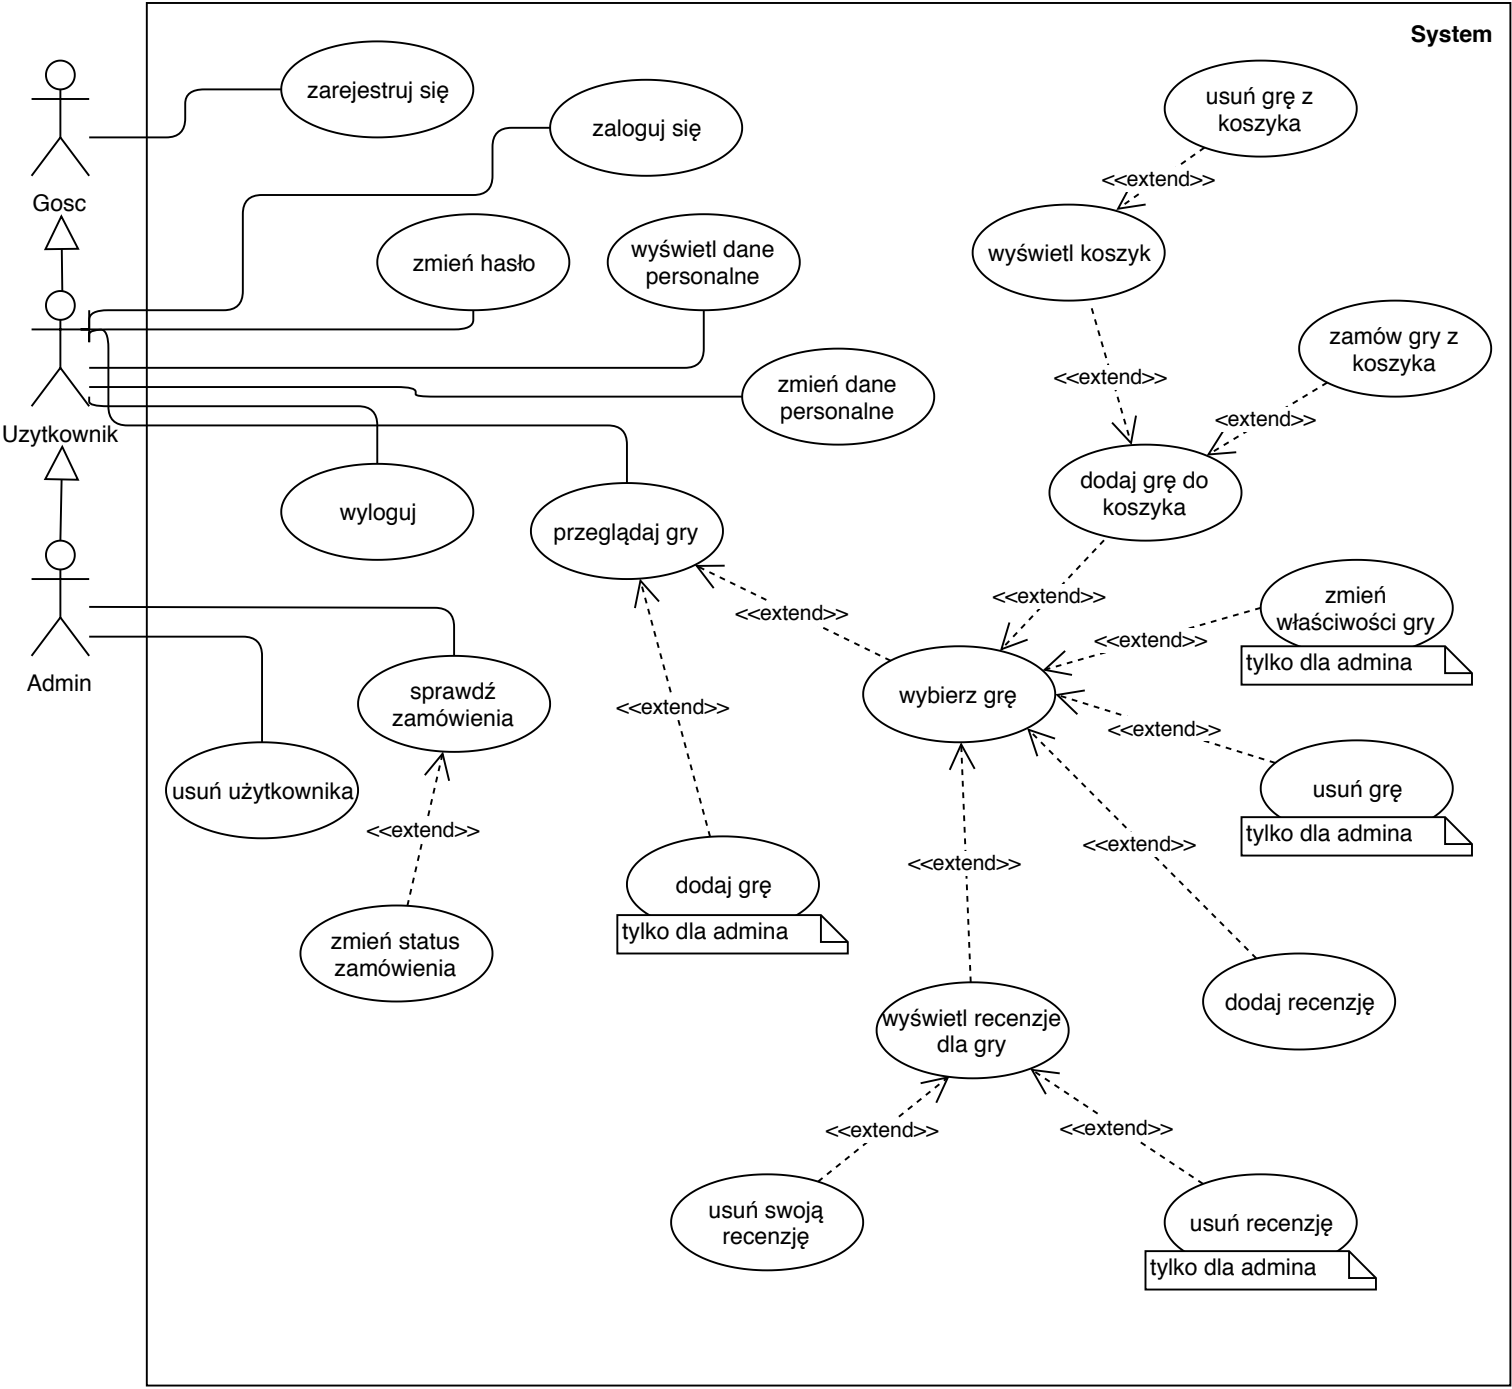 System
zarejestruj się
usuń grę z
koszyka
zaloguj się
<<extend>>
Gosc
zmień hasło
wyświetl dane
personalne
wyświetl koszyk
zamów gry z
koszyka
<<extend>>
zmień dane
personalne
<extend>>
Uzytkownik
dodaj grę do
koszyka
wyloguj
przeglądaj gry
<<extend>>
<<extend>>
zmień
właściwości gry
<<extend>>
tylko dla admina
Admin
sprawdź
zamówienia
<<extend>>
wybierz grę
<<extend>>
usuń użytkownika
usuń grę
<<extend>>
tylko dla admina
<<extend>>
<<extend>>
dodaj grę
tylko dla admina
zmień status
zamówienia
dodaj recenzję
wyświetl recenzje
dla gry
<<extend>>
<<extend>>
usuń swoją
recenzję
usuń recenzję
tylko dla admina